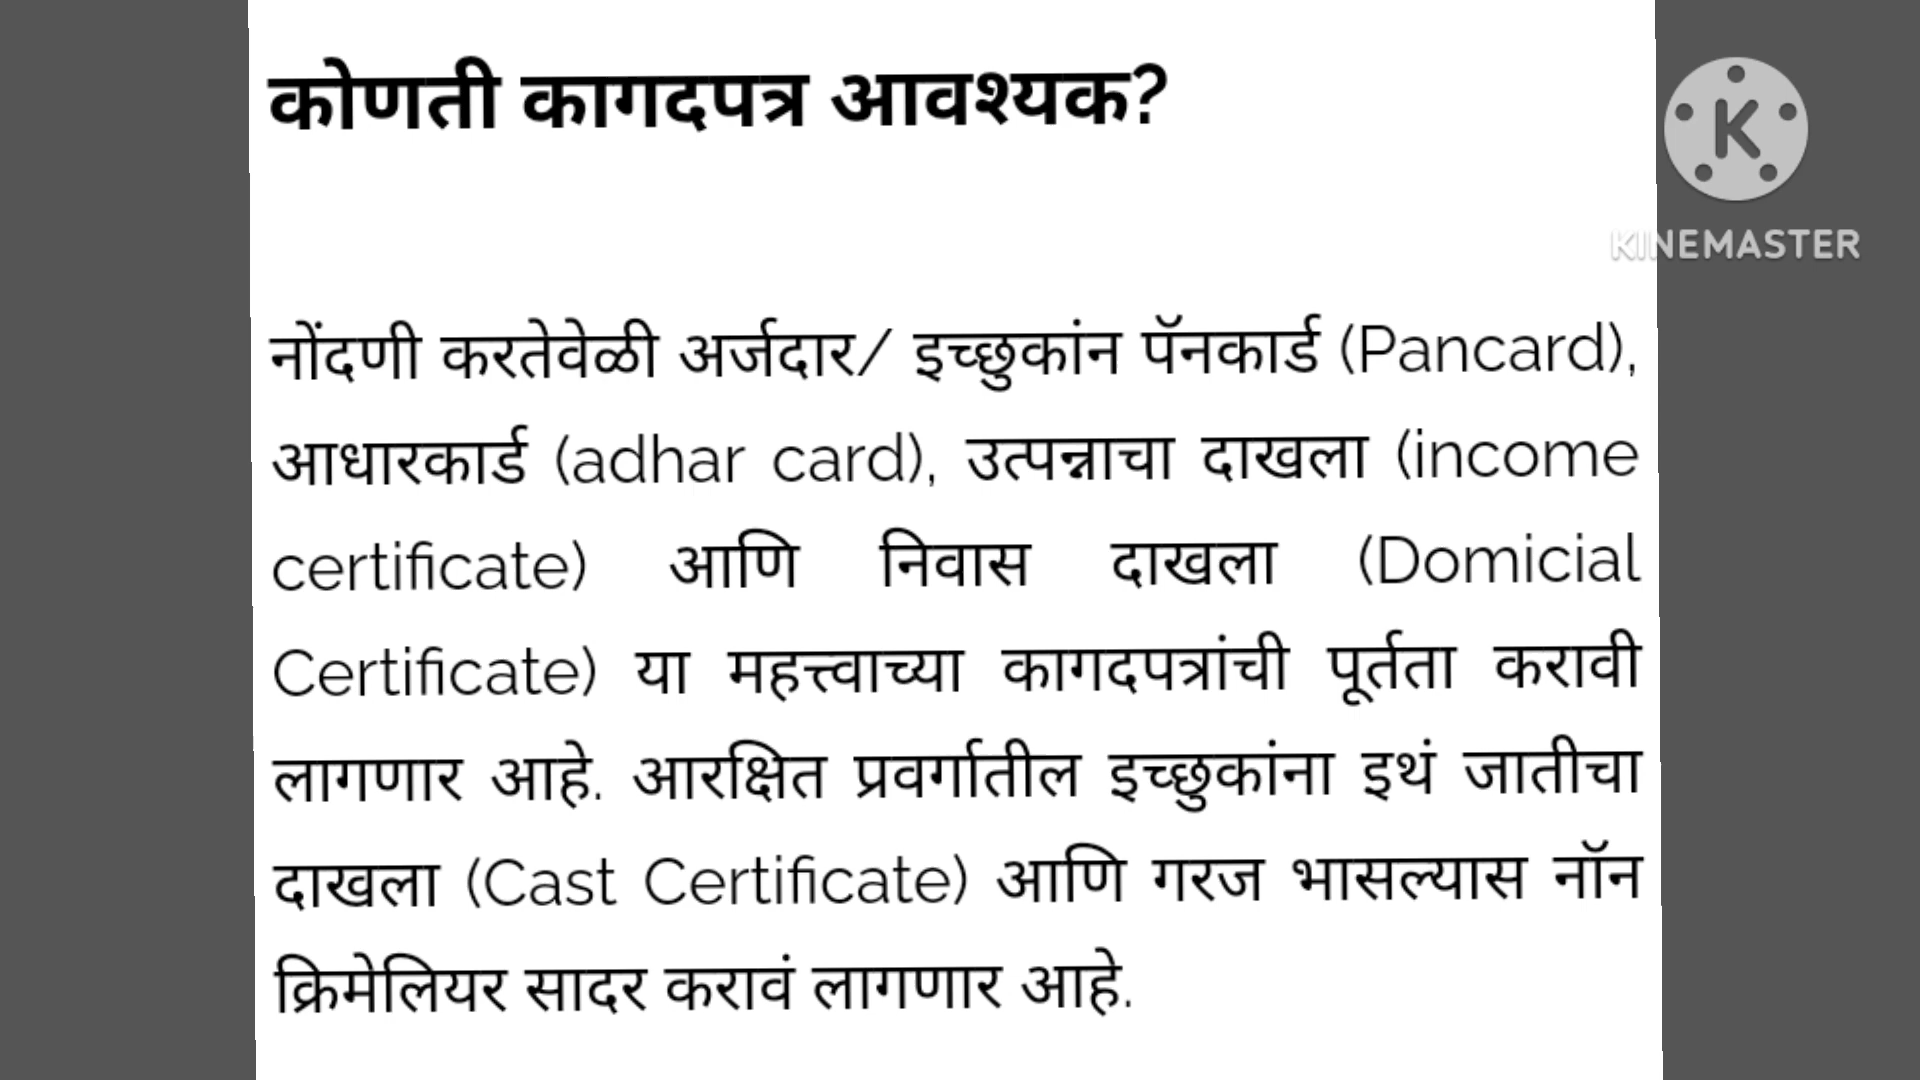 कोणती कागदपत्र आवश्यक?
K
KINEMASTER
नोंदणी करतेवेळी अर्जदार/ इच्छुकांन पॅनकार्ड (Pancard),
आधारकार्ड (adhar card), उत्पन्नाचा दाखला (income
certificate) आणि निवास दाखला (Domicial
Certificate) या महत्त्वाच्या कागदपत्रांची पूर्तता करावी
लागणार आहे. आरक्षित प्रवर्गातील इच्छुकांना इथं जातीचा
दाखला (Cast Certificate) आणि गरज भासल्यास नॉन
क्रिमेलियर सादर करावं लागणार आहे.